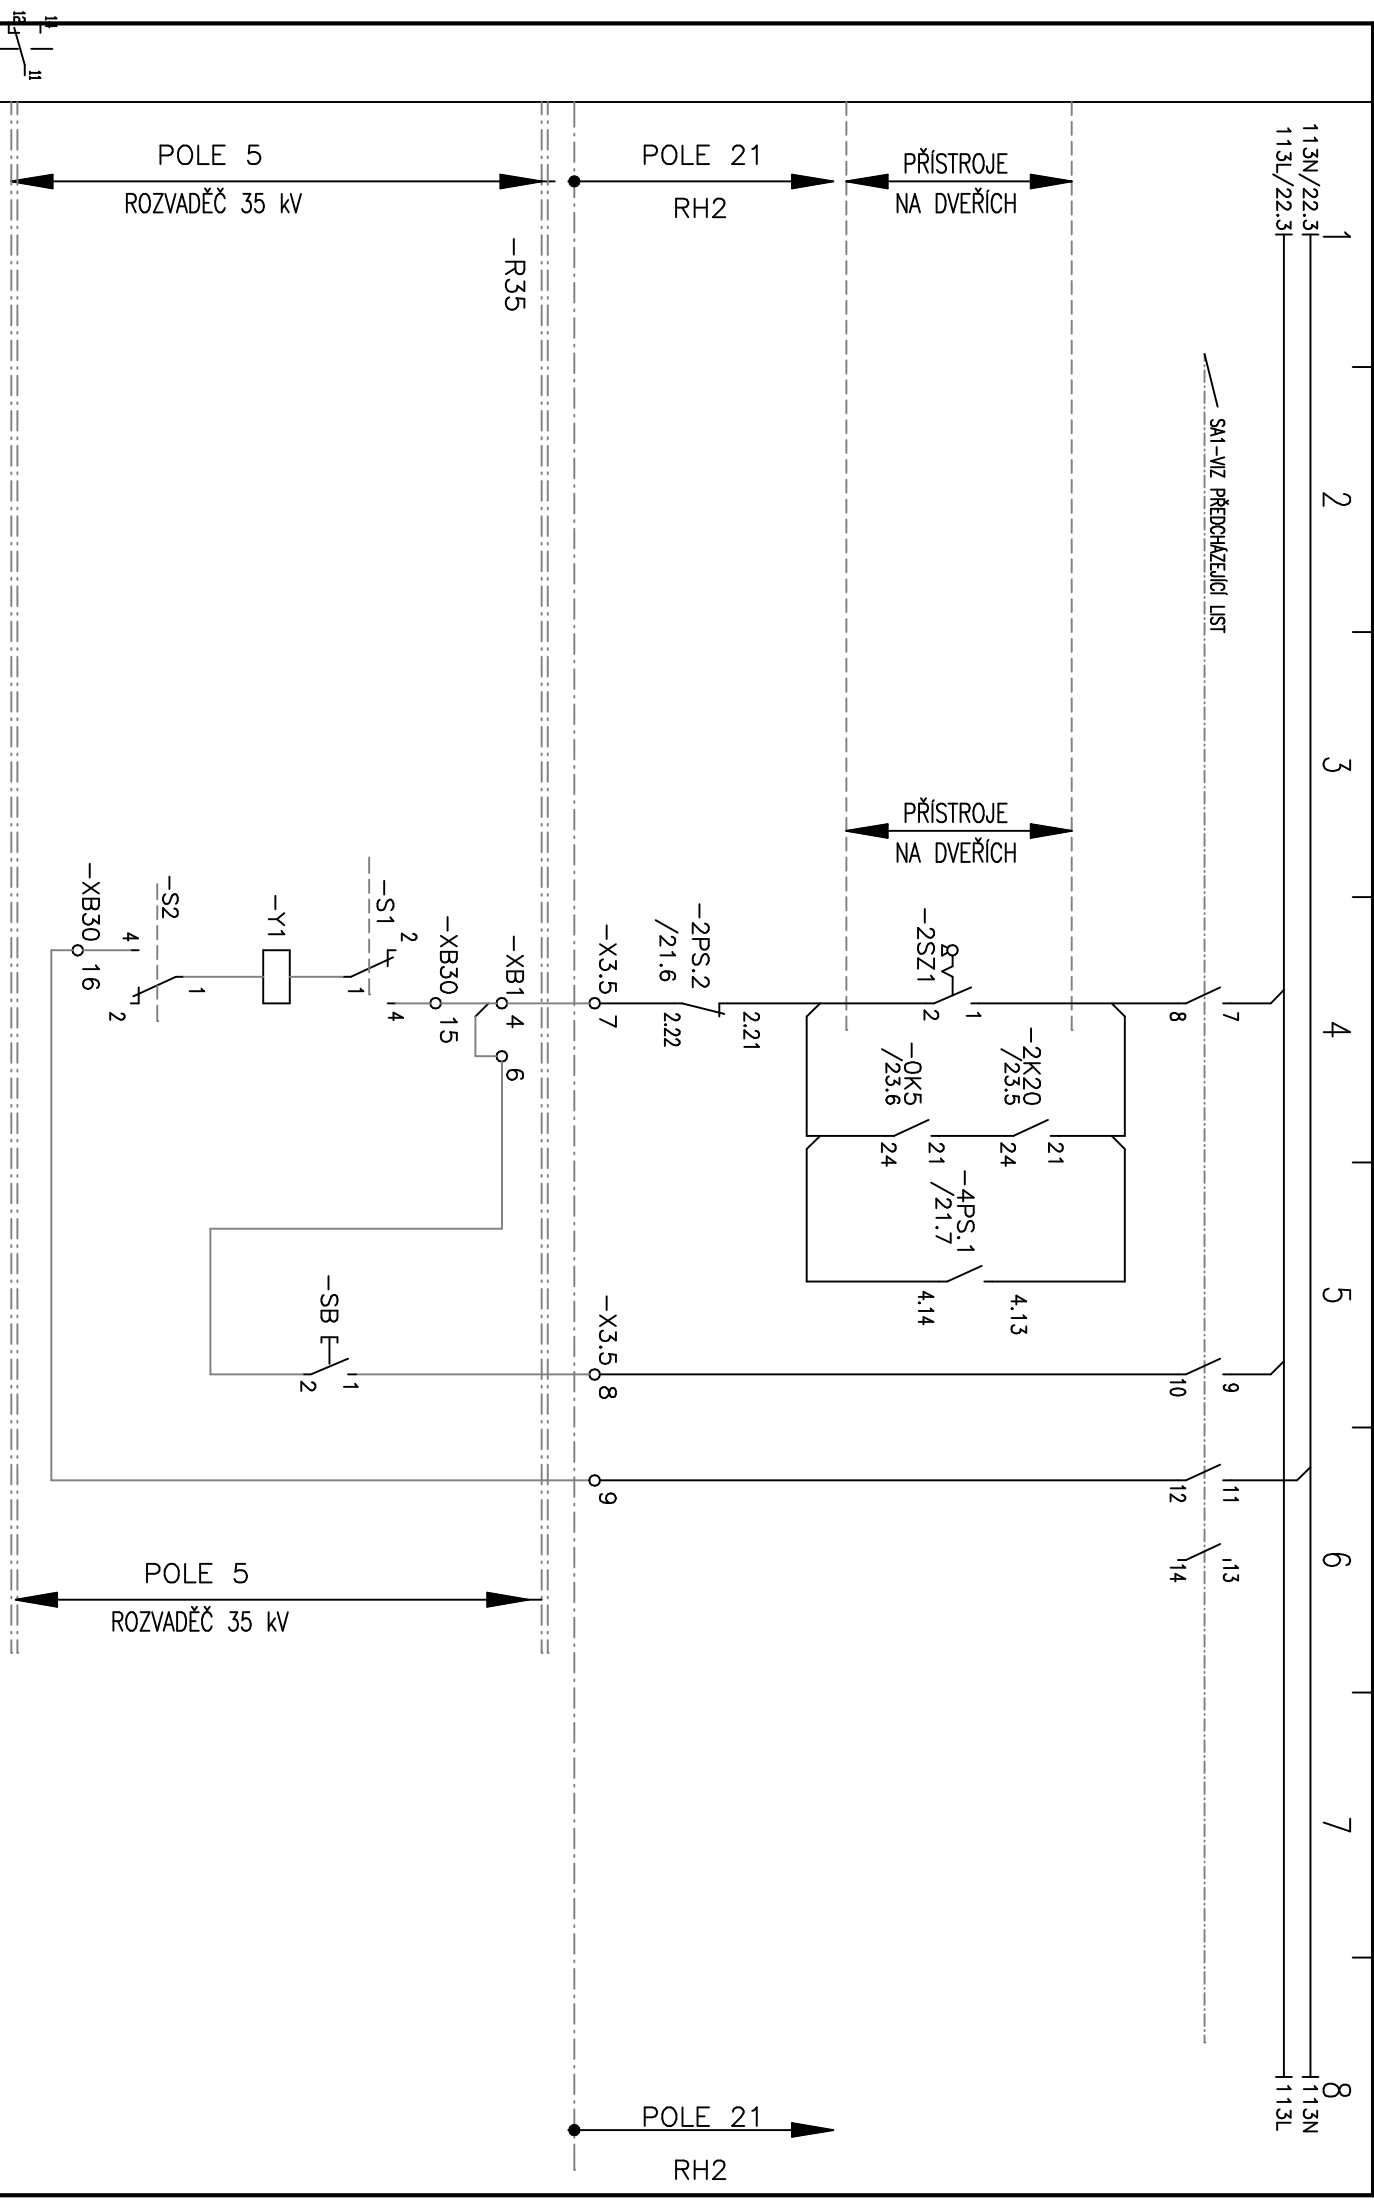 1
2
3
4
5
6
7
8
113N/22.3
113L/22.3
113N
113L
SA1-VIZ PŘEDCHÁZEJÍCÍ LIST
7
8
9
10
11
12
13
14
POLE 5
ROZVADĚČ 35 kV
POLE 21
RH2
PŘÍSTROJE
NA DVEŘÍCH
-R35
PŘÍSTROJE
NA DVEŘÍCH
-2SZ1
1
2
-2K20
/23.5
21
24
-0K5
/23.6
21
24
-4PS.1
/21.7
4.13
4.14
-2PS.2
/21.6
2.21
2.22
-X3.5
7
-X3.5
8
9
-XB1
4
6
-XB30
15
-S1
2
4
1
-Y1
-S2
1
4
2
-XB30
16
-SB
1
2
POLE 5
ROZVADĚČ 35 kV
POLE 21
RH2
14
12
11